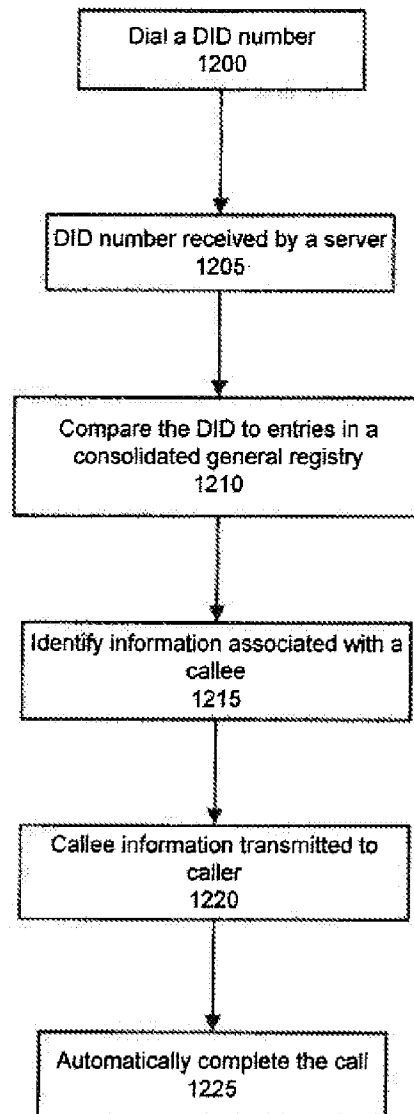 Dial a DID number
1200
DID number received by a server
1205
Compare the DID to entries in a
consolidated general registry
1210
Identify information associated with a
callee
1215
Callee information transmitted to
caller
1220
Automatically complete the call
1225